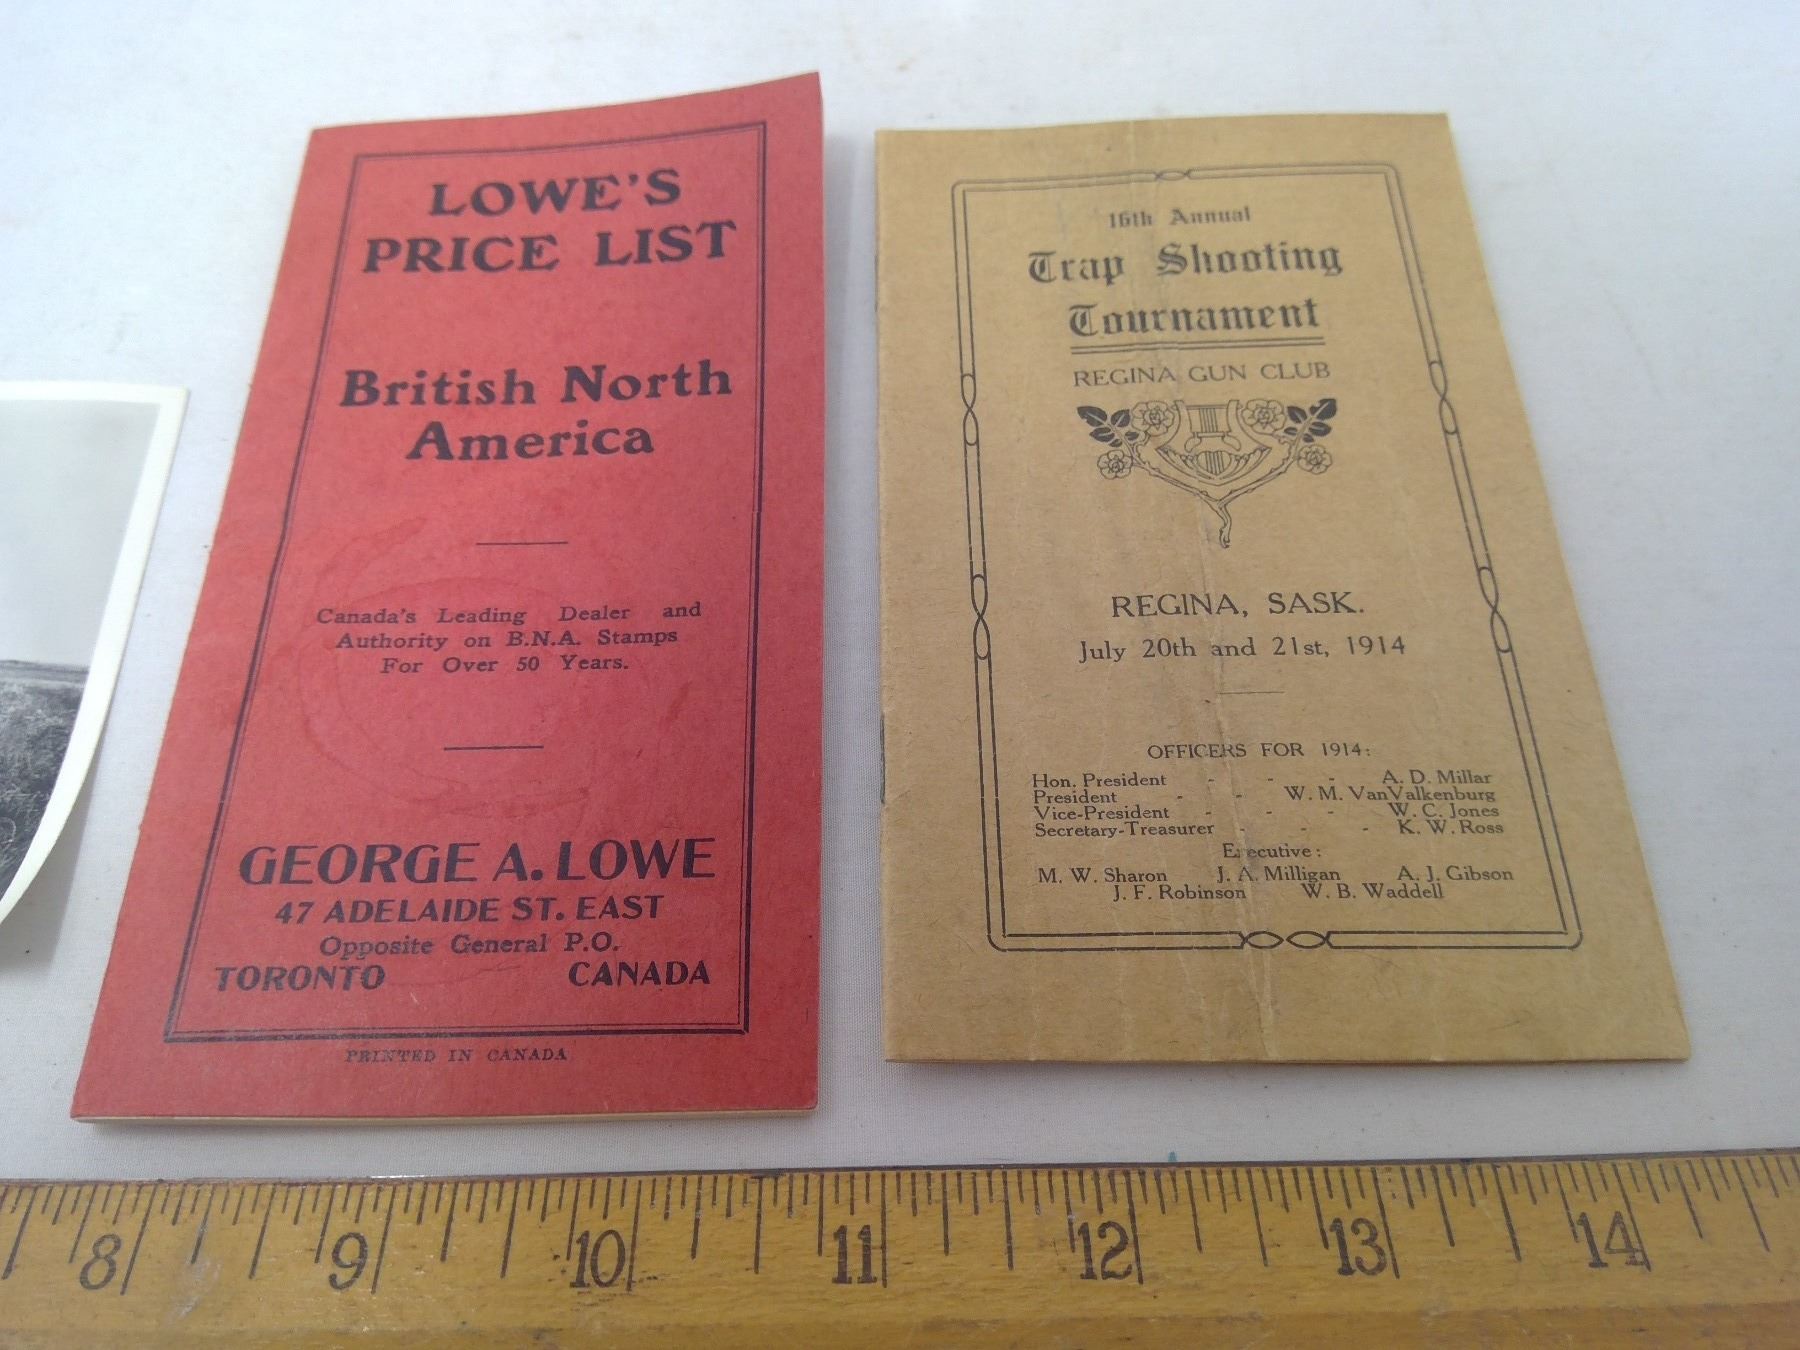 LOWE'S
PRICE LIST
British North
America
Canada's Leading Dealer and
Authority on B.N.A. Stamps
For Over 50 Years.
GEORGE A. LOWE
47 ADELAIDE ST. EAST
Opposite General P.O.
TORONTO CANADA
PRINTED IN CANADA
16th Annual
Trap Shooting
Tournament
REGINA GUN CLUB
REGINA, SASK.
July 20th and 21st, 1914
OFFICERS FOR 1914:
Hon. President - - - A. D. Millar
President - - W. M. VanValkenburg
Vice-President - - - W. C. Jones
Secretary-Treasurer - - - K. W. Ross
Executive:
M. W. Sharon J. A. Milligan A. J. Gibson
J. F. Robinson W. B. Waddell
8 9 10 11 12 13 14